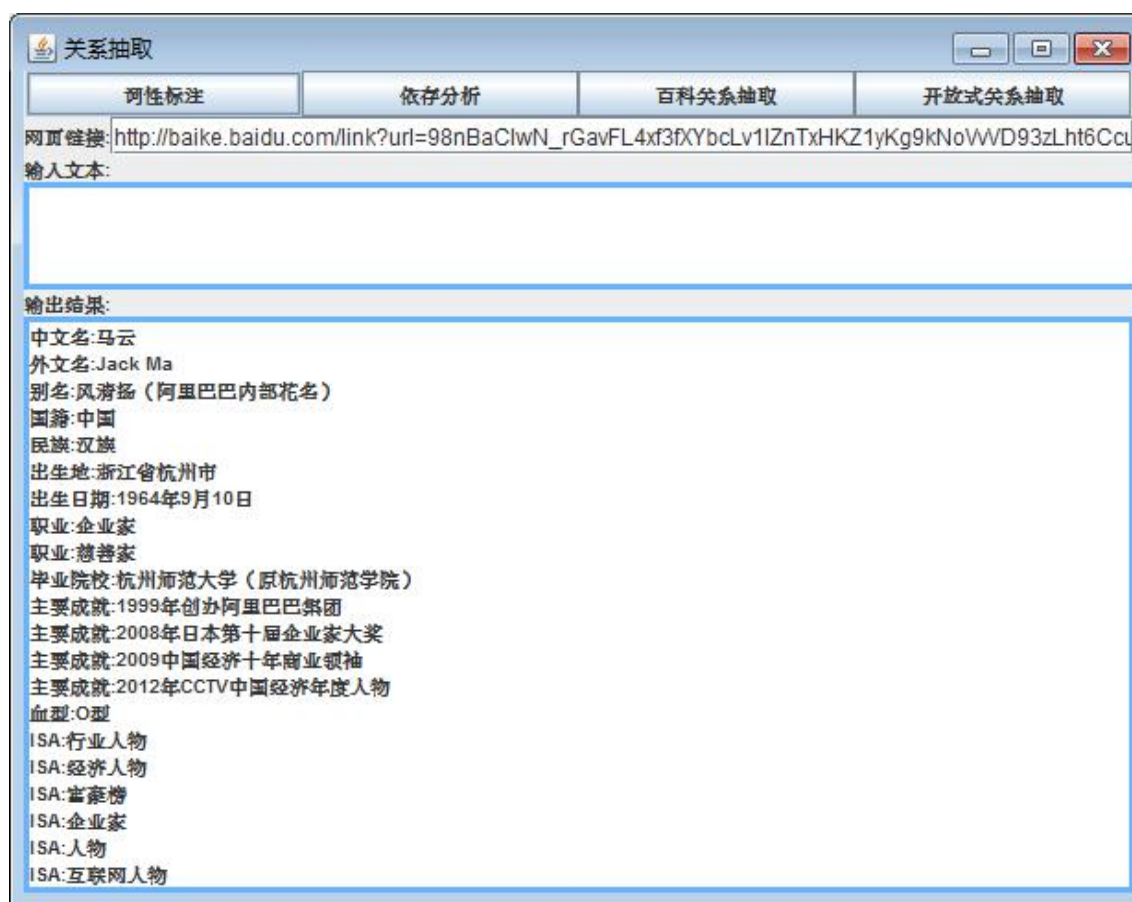 关系抽取
词性标注 依存分析 百科关系抽取 开放式关系抽取
网页链接:http://baike.baidu.com/link?url=98nBaClwN_rGavFL4xf3fXYbcLv1IZnTxHKZ1yKg9kNoVVVD93zLht6Ccu
输入文本:
输出结果:
中文名:马云
外文名:Jack Ma
别名:风清扬（阿里巴巴内部花名）
国籍:中国
民族:汉族
出生地:浙江省杭州市
出生日期:1964年9月10日
职业:企业家
职业:慈善家
毕业院校:杭州师范大学（原杭州师范学院）
主要成就:1999年创办阿里巴巴集团
主要成就:2008年日本第十届企业家大奖
主要成就:2009中国经济十年商业领袖
主要成就:2012年CCTV中国经济年度人物
血型:O型
ISA:行业人物
ISA:经济人物
ISA:富豪榜
ISA:企业家
ISA:人物
ISA:互联网人物